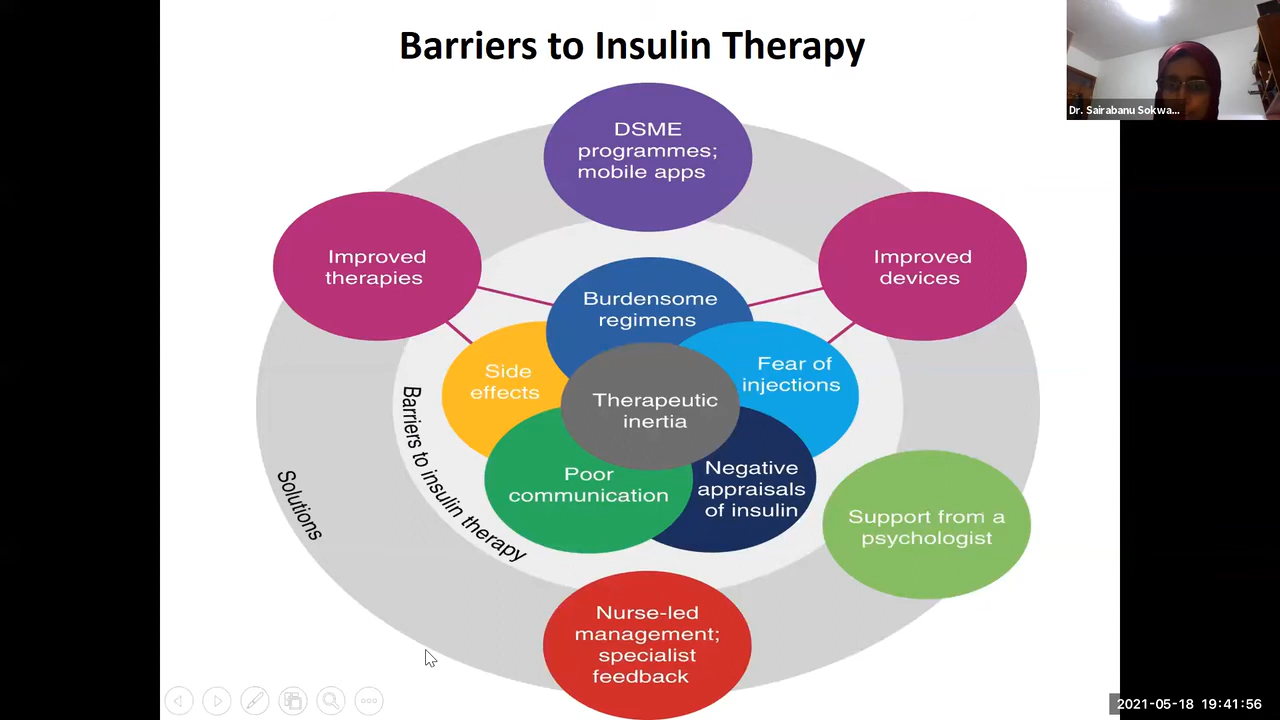 Barriers to Insulin Therapy
Dr. Sairabanu Sokwa...
DSME
programmes;
mobile apps
Improved
therapies
Improved
devices
Burdensome
regimens
Side
effects
Fear of
injections
Therapeutic
inertia
Poor
communication
Negative
appraisals
of insulin
Barriers to insulin therapy
Solutions
Support from a
psychologist
Nurse-led
management;
specialist
feedback
2021-05-18 19:41:56